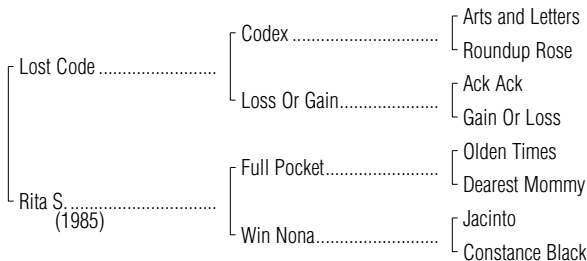 Arts and Letters
Codex
Roundup Rose
Lost Code
Ack Ack
Loss Or Gain
Gain Or Loss
Olden Times
Full Pocket
Dearest Mommy
Rita S.
(1985)
Jacinto
Win Nona
Constance Black